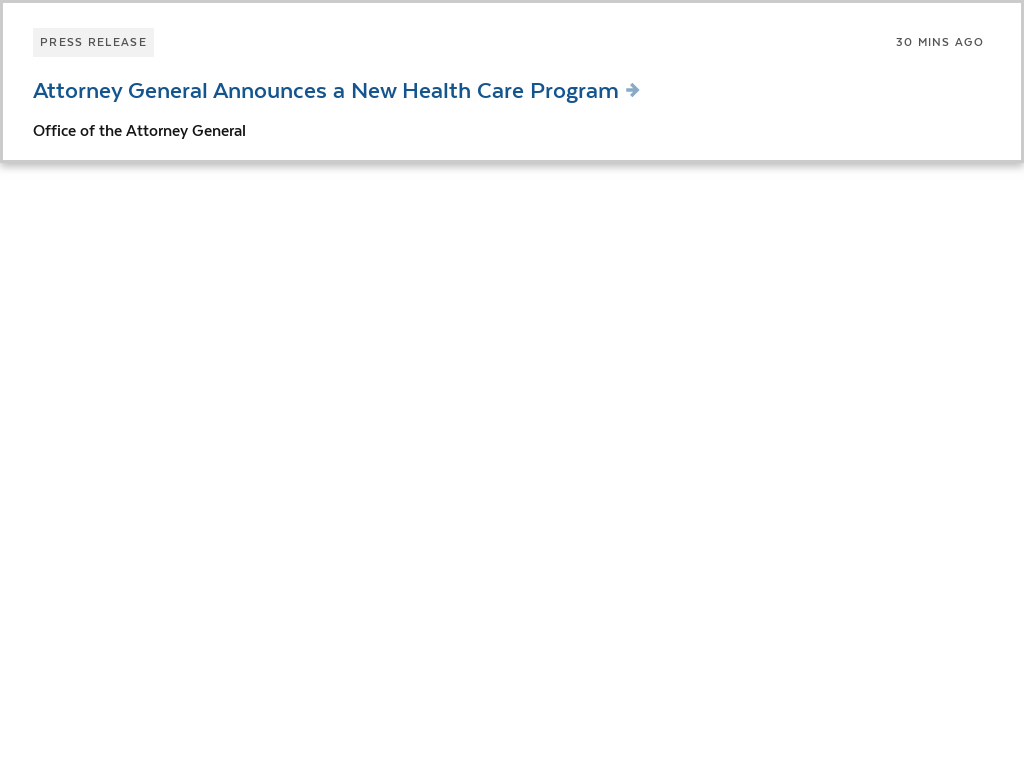 PRESS RELEASE
30 MINS AGO
Attorney General Announces a New Health Care Program
Office of the Attorney General